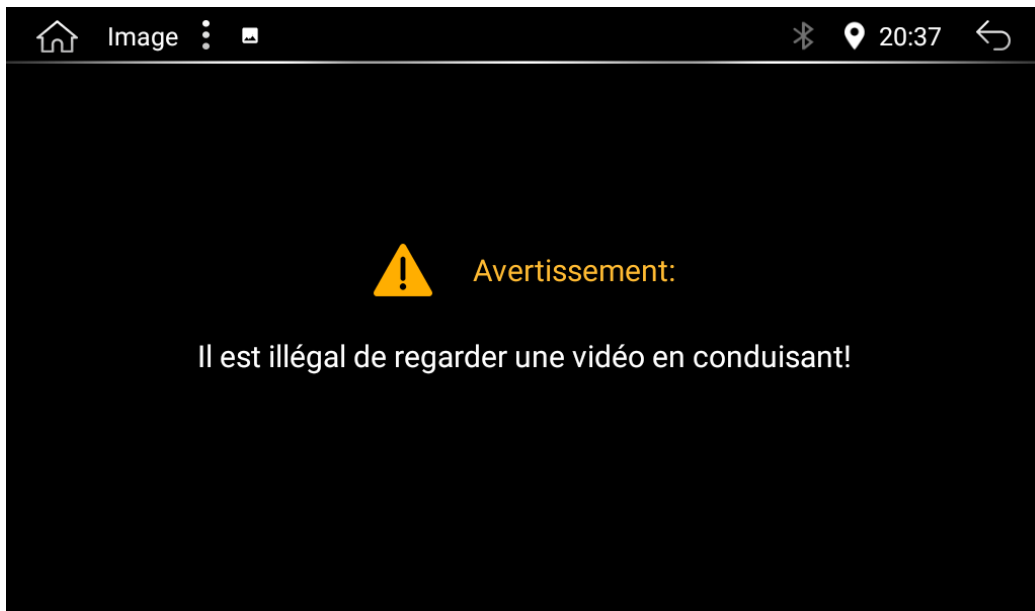 Image 20:37
Avertissement:
Il est illégal de regarder une vidéo en conduisant!